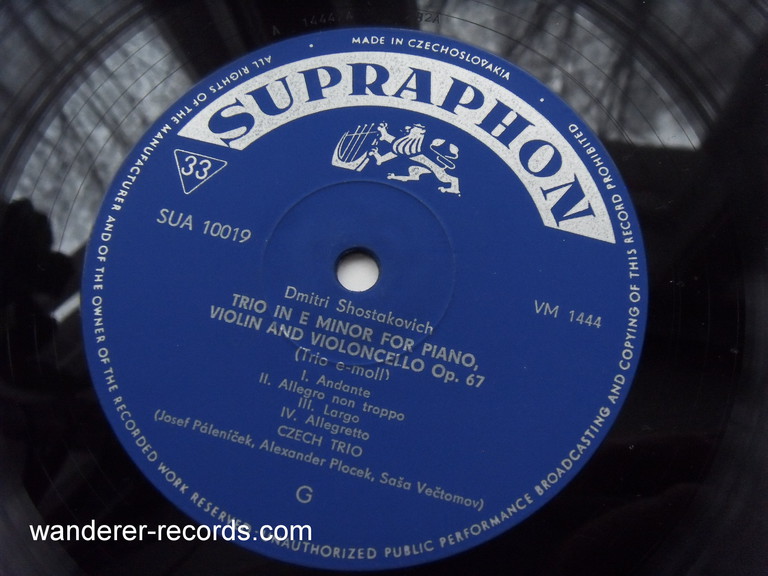 MADE IN CZECHOSLOVAKIA
SUPRAPHON
33
SUA 10019
VM 1444
Dmitri Shostakovich
TRIO IN E MINOR FOR PIANO,
VIOLIN AND VIOLONCELLO Op. 67
(Trio e-moll)
I. Andante
II. Allegro non troppo
III. Largo
IV. Allegretto
CZECH TRIO
(Josef Páleníček, Alexander Plocek, Saša Večtomov)
G
ALL RIGHTS OF THE MANUFACTURER AND OF THE OWNER OF THE RECORDED WORK RESERVED UNAUTHORIZED PUBLIC PERFORMANCE BROADCASTING AND COPYING OF THIS RECORD PROHIBITED
wanderer-records.com